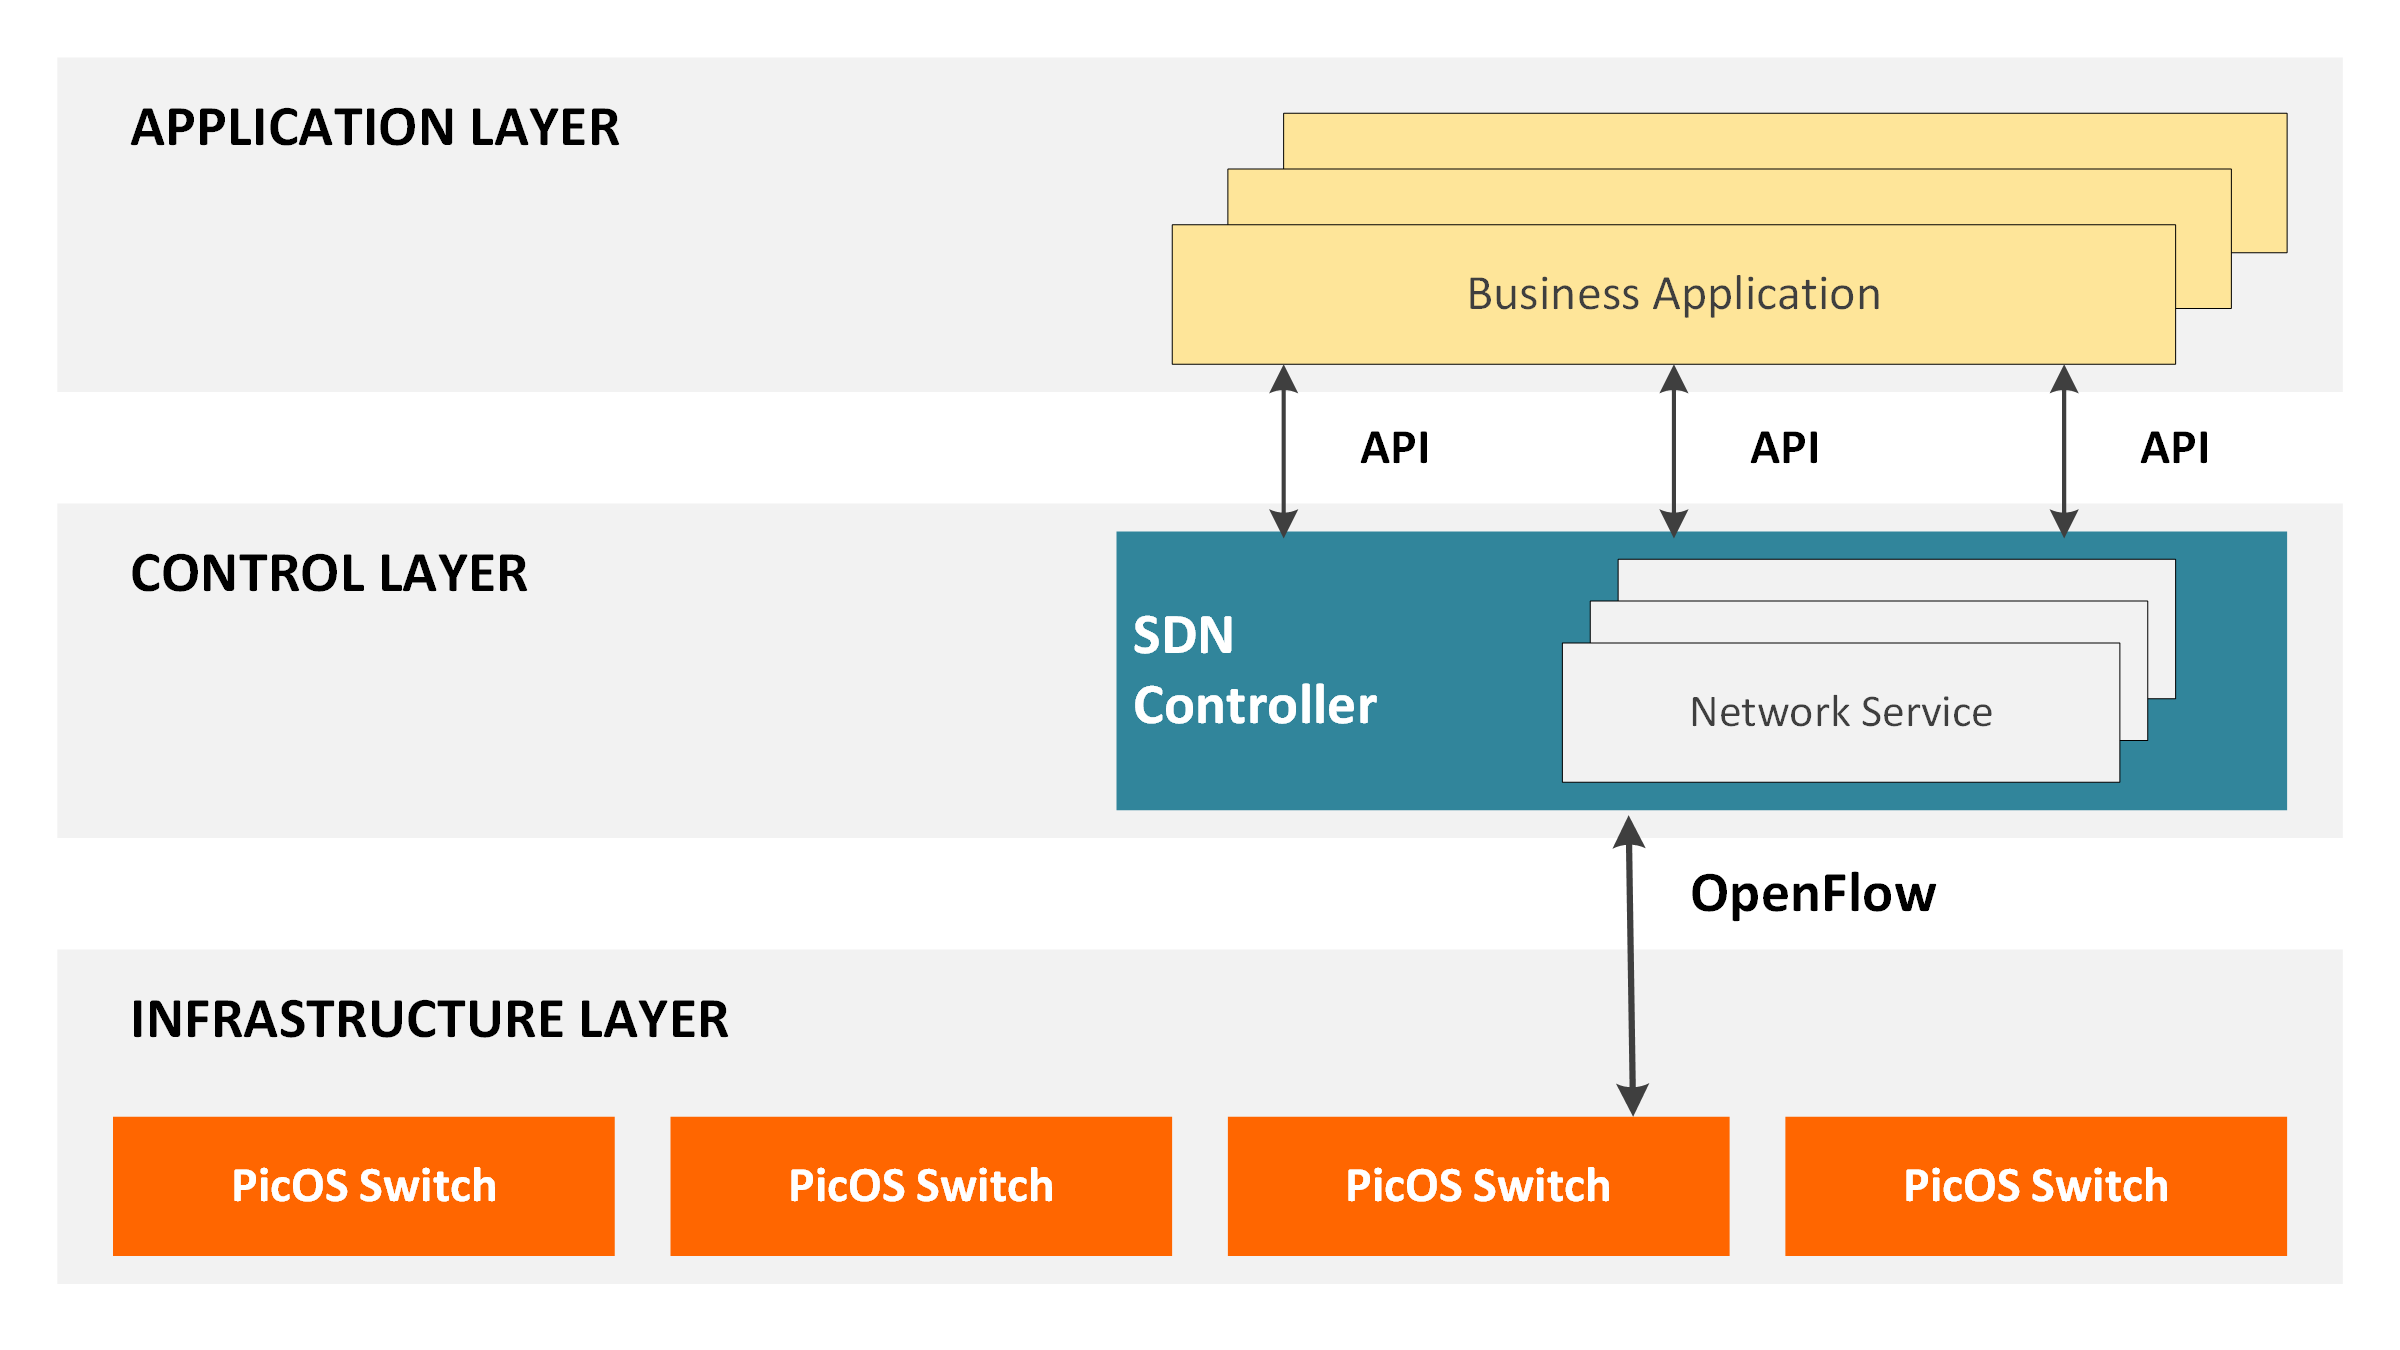 APPLICATION LAYER
Business Application
API API API
CONTROL LAYER
SDN
Controller
Network Service
OpenFlow
INFRASTRUCTURE LAYER
PicOS Switch PicOS Switch PicOS Switch PicOS Switch